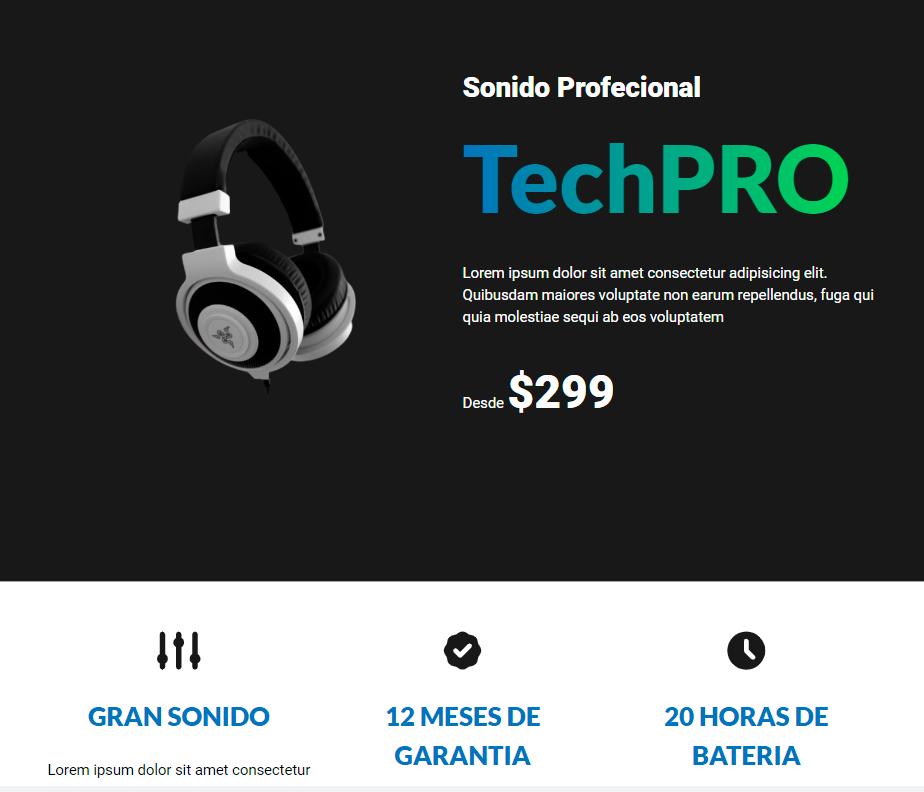 Sonido Profecional
TechPRO
Lorem ipsum dolor sit amet consectetur adipisicing elit.
Quibusdam maiores voluptate non earum repellendus, fuga qui
quia molestiae sequi ab eos voluptatem
Desde $299
GRAN SONIDO
Lorem ipsum dolor sit amet consectetur
12 MESES DE
GARANTIA
20 HORAS DE
BATERIA